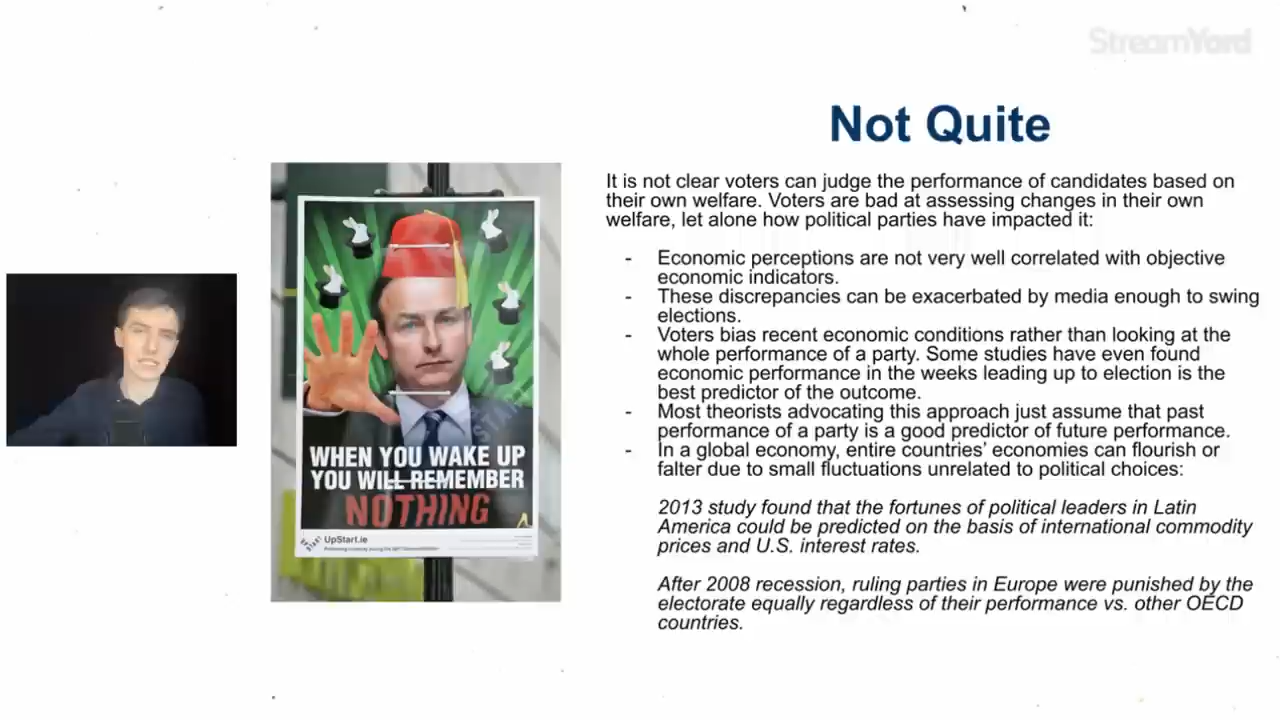 StreamYard
Not Quite
It is not clear voters can judge the performance of candidates based on
their own welfare. Voters are bad at assessing changes in their own
welfare, let alone how political parties have impacted it:
- Economic perceptions are not very well correlated with objective
economic indicators.
- These discrepancies can be exacerbated by media enough to swing
elections.
- Voters bias recent economic conditions rather than looking at the
whole performance of a party. Some studies have even found
economic performance in the weeks leading up to election is the
best predictor of the outcome.
- Most theorists advocating this approach just assume that past
performance of a party is a good predictor of future performance.
- In a global economy, entire countries' economies can flourish or
falter due to small fluctuations unrelated to political choices:
2013 study found that the fortunes of political leaders in Latin
America could be predicted on the basis of international commodity
prices and U.S. interest rates.
After 2008 recession, ruling parties in Europe were punished by the
electorate equally regardless of their performance vs. other OECD
countries.
WHEN YOU WAKE UP
YOU WILL REMEMBER
NOTHING
UpStart.ie